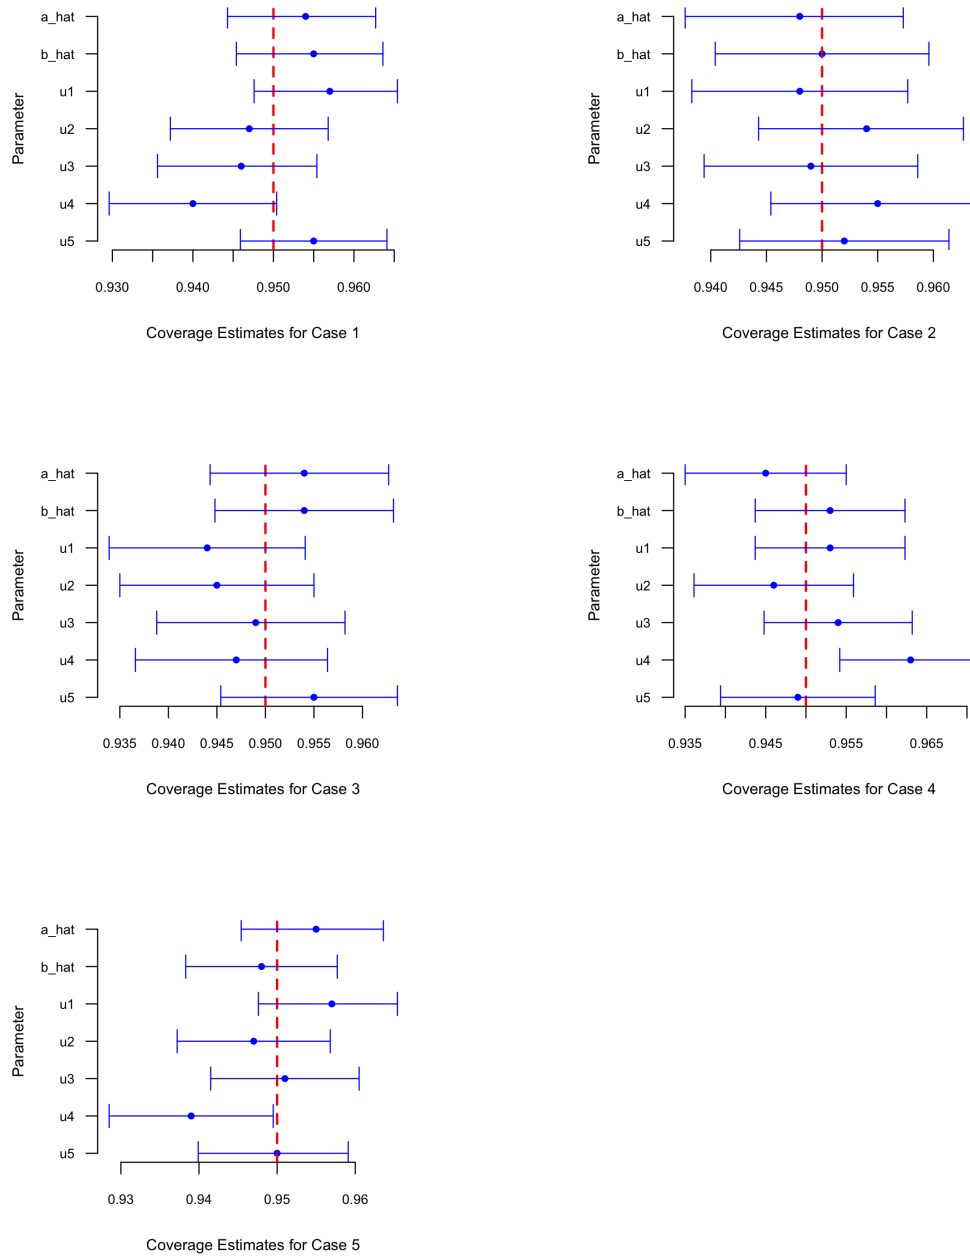 Parameter
a_hat
b_hat
u1
u2
u3
u4
u5
0.930 0.940 0.950 0.960
Coverage Estimates for Case 1
Parameter
a_hat
b_hat
u1
u2
u3
u4
u5
0.940 0.945 0.950 0.955 0.960
Coverage Estimates for Case 2
Parameter
a_hat
b_hat
u1
u2
u3
u4
u5
0.935 0.940 0.945 0.950 0.955 0.960
Coverage Estimates for Case 3
Parameter
a_hat
b_hat
u1
u2
u3
u4
u5
0.935 0.945 0.955 0.965
Coverage Estimates for Case 4
Parameter
a_hat
b_hat
u1
u2
u3
u4
u5
0.93 0.94 0.95 0.96
Coverage Estimates for Case 5